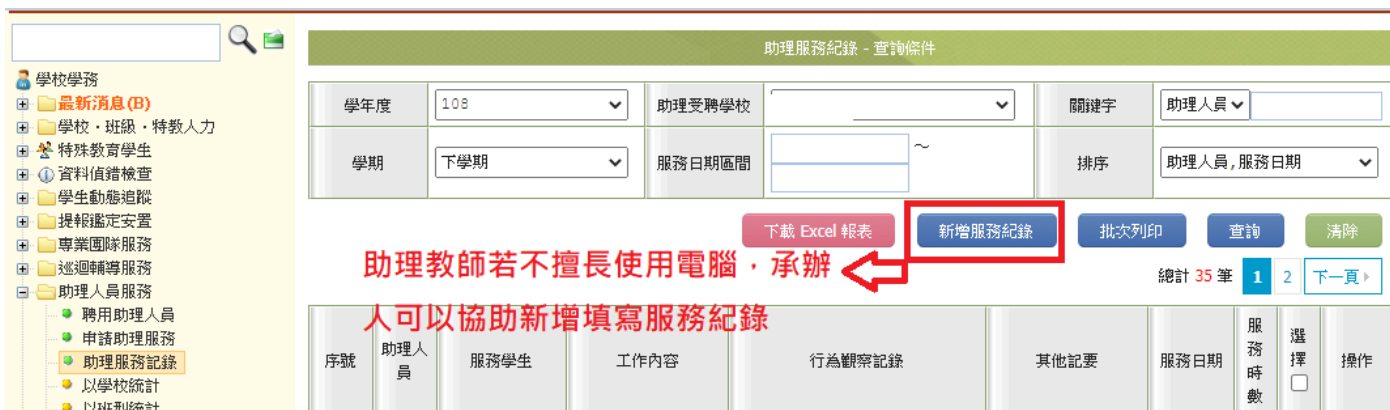 學校學務
最新消息(B)
學校・班級・特教人力
特殊教育學生
資料偵錯檢查
學生動態追蹤
提報鑑定安置
專業團隊服務
巡迴輔導服務
助理人員服務
聘用助理人員
申請助理服務
助理服務記錄
以學校統計
以班型統計
助理服務紀錄 - 查詢條件
學年度 108 助理受聘學校 關鍵字 助理人員
學期 下學期 服務日期區間 ～ 排序 助理人員,服務日期
下載 Excel 報表 新增服務紀錄 批次列印 查詢 清除
助理教師若不擅長使用電腦，承辦
人可以協助新增填寫服務紀錄
總計 35 筆 1 2 下一頁
序號 助理人員 服務學生 工作內容 行為觀察記錄 其他記要 服務日期 服務時數 選擇 操作